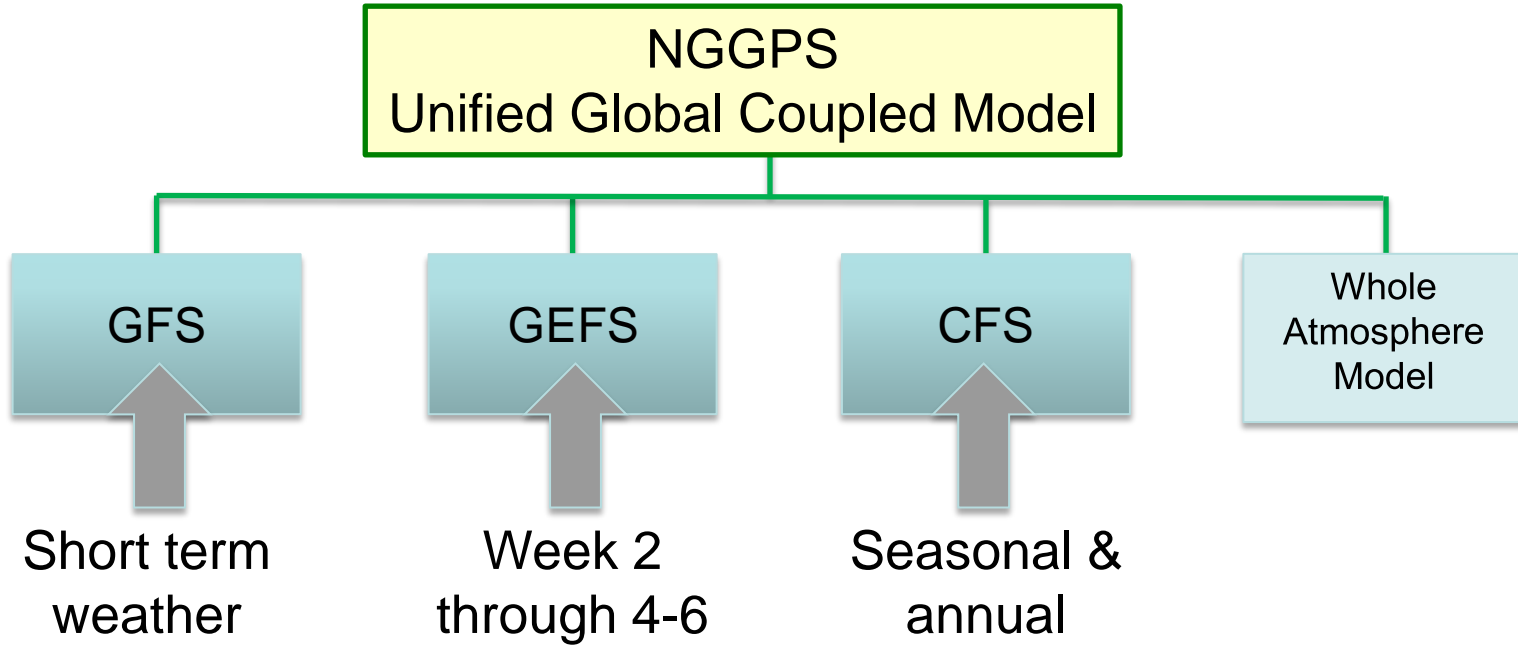 NGGPS
Unified Global Coupled Model
GFS
GEFS
CFS
Whole
Atmosphere
Model
Short term
weather
Week 2
through 4-6
Seasonal &
annual